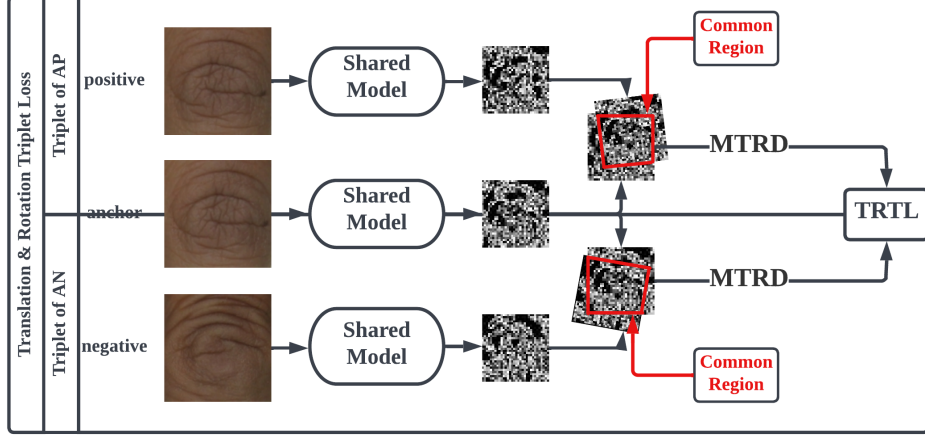 Translation & Rotation Triplet Loss
Triplet of AP
Triplet of AN
positive
Shared
Model
Common
Region
MTRD
anchor
Shared
Model
TRTL
negative
Shared
Model
MTRD
Common
Region